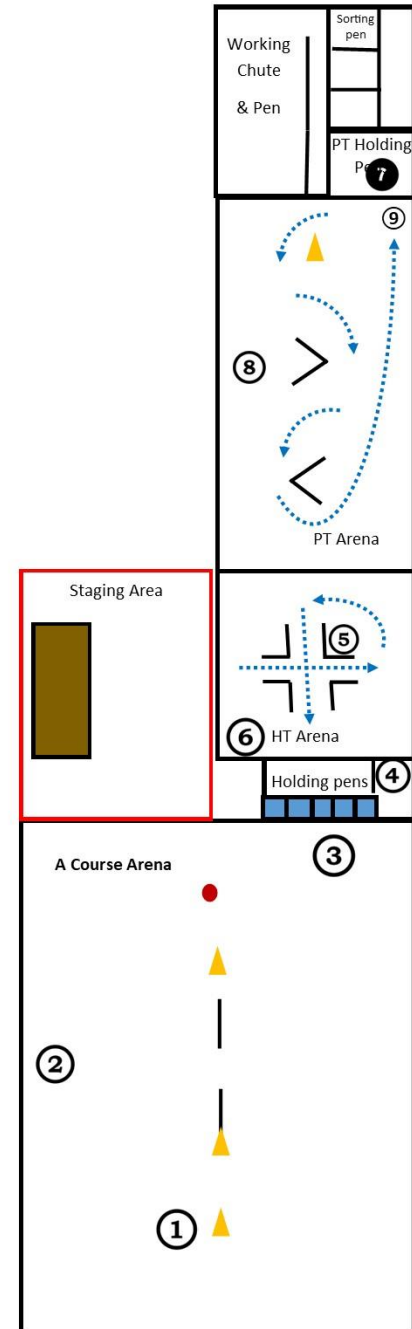 Working
Chute
& Pen
Sorting
pen
PT Holding
7
9
8
PT Arena
Staging Area
5
6
HT Arena
4
Holding pens
3
A Course Arena
2
1